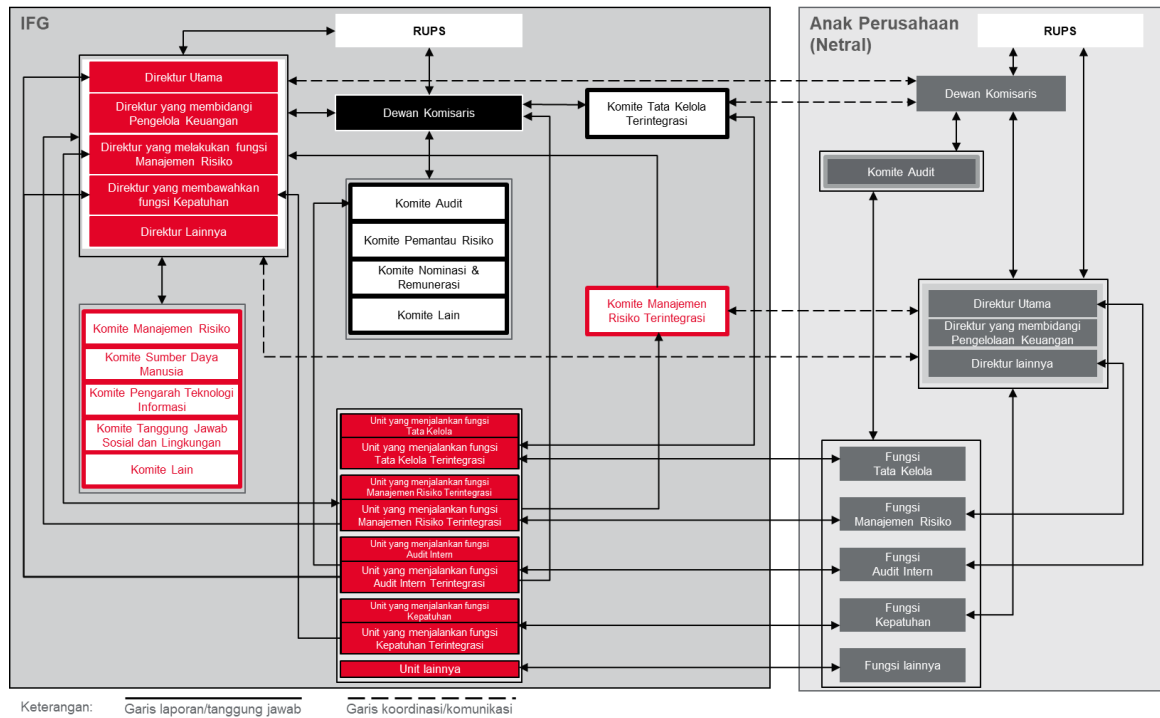 IFG
RUPS
Direktur Utama
Direktur yang membidangi
Pengelola Keuangan
Direktur yang melakukan fungsi
Manajemen Risiko
Direktur yang membawahkan
fungsi Kepatuhan
Direktur Lainnya
Dewan Komisaris
Komite Tata Kelola
Terintegrasi
Komite Audit
Komite Pemantau Risiko
Komite Nominasi &
Remunerasi
Komite Lain
Komite Manajemen
Risiko Terintegrasi
Komite Manajemen Risiko
Komite Sumber Daya
Manusia
Komite Pengarah Teknologi
Informasi
Komite Tanggung Jawab
Sosial dan Lingkungan
Komite Lain
Unit yang menjalankan fungsi
Tata Kelola
Unit yang menjalankan fungsi
Tata Kelola Terintegrasi
Unit yang menjalankan fungsi
Manajemen Risiko Terintegrasi
Unit yang menjalankan fungsi
Manajemen Risiko Terintegrasi
Unit yang menjalankan fungsi
Audit Intern
Unit yang menjalankan fungsi
Audit Intern Terintegrasi
Unit yang menjalankan fungsi
Kepatuhan
Unit yang menjalankan fungsi
Kepatuhan Terintegrasi
Unit lainnya
Anak Perusahaan
(Netral)
RUPS
Dewan Komisaris
Komite Audit
Direktur Utama
Direktur yang membidangi
Pengelolaan Keuangan
Direktur lainnya
Fungsi
Tata Kelola
Fungsi
Manajemen Risiko
Fungsi
Audit Intern
Fungsi
Kepatuhan
Fungsi lainnya
Keterangan:
Garis laporan/tanggung jawab
Garis koordinasi/komunikasi